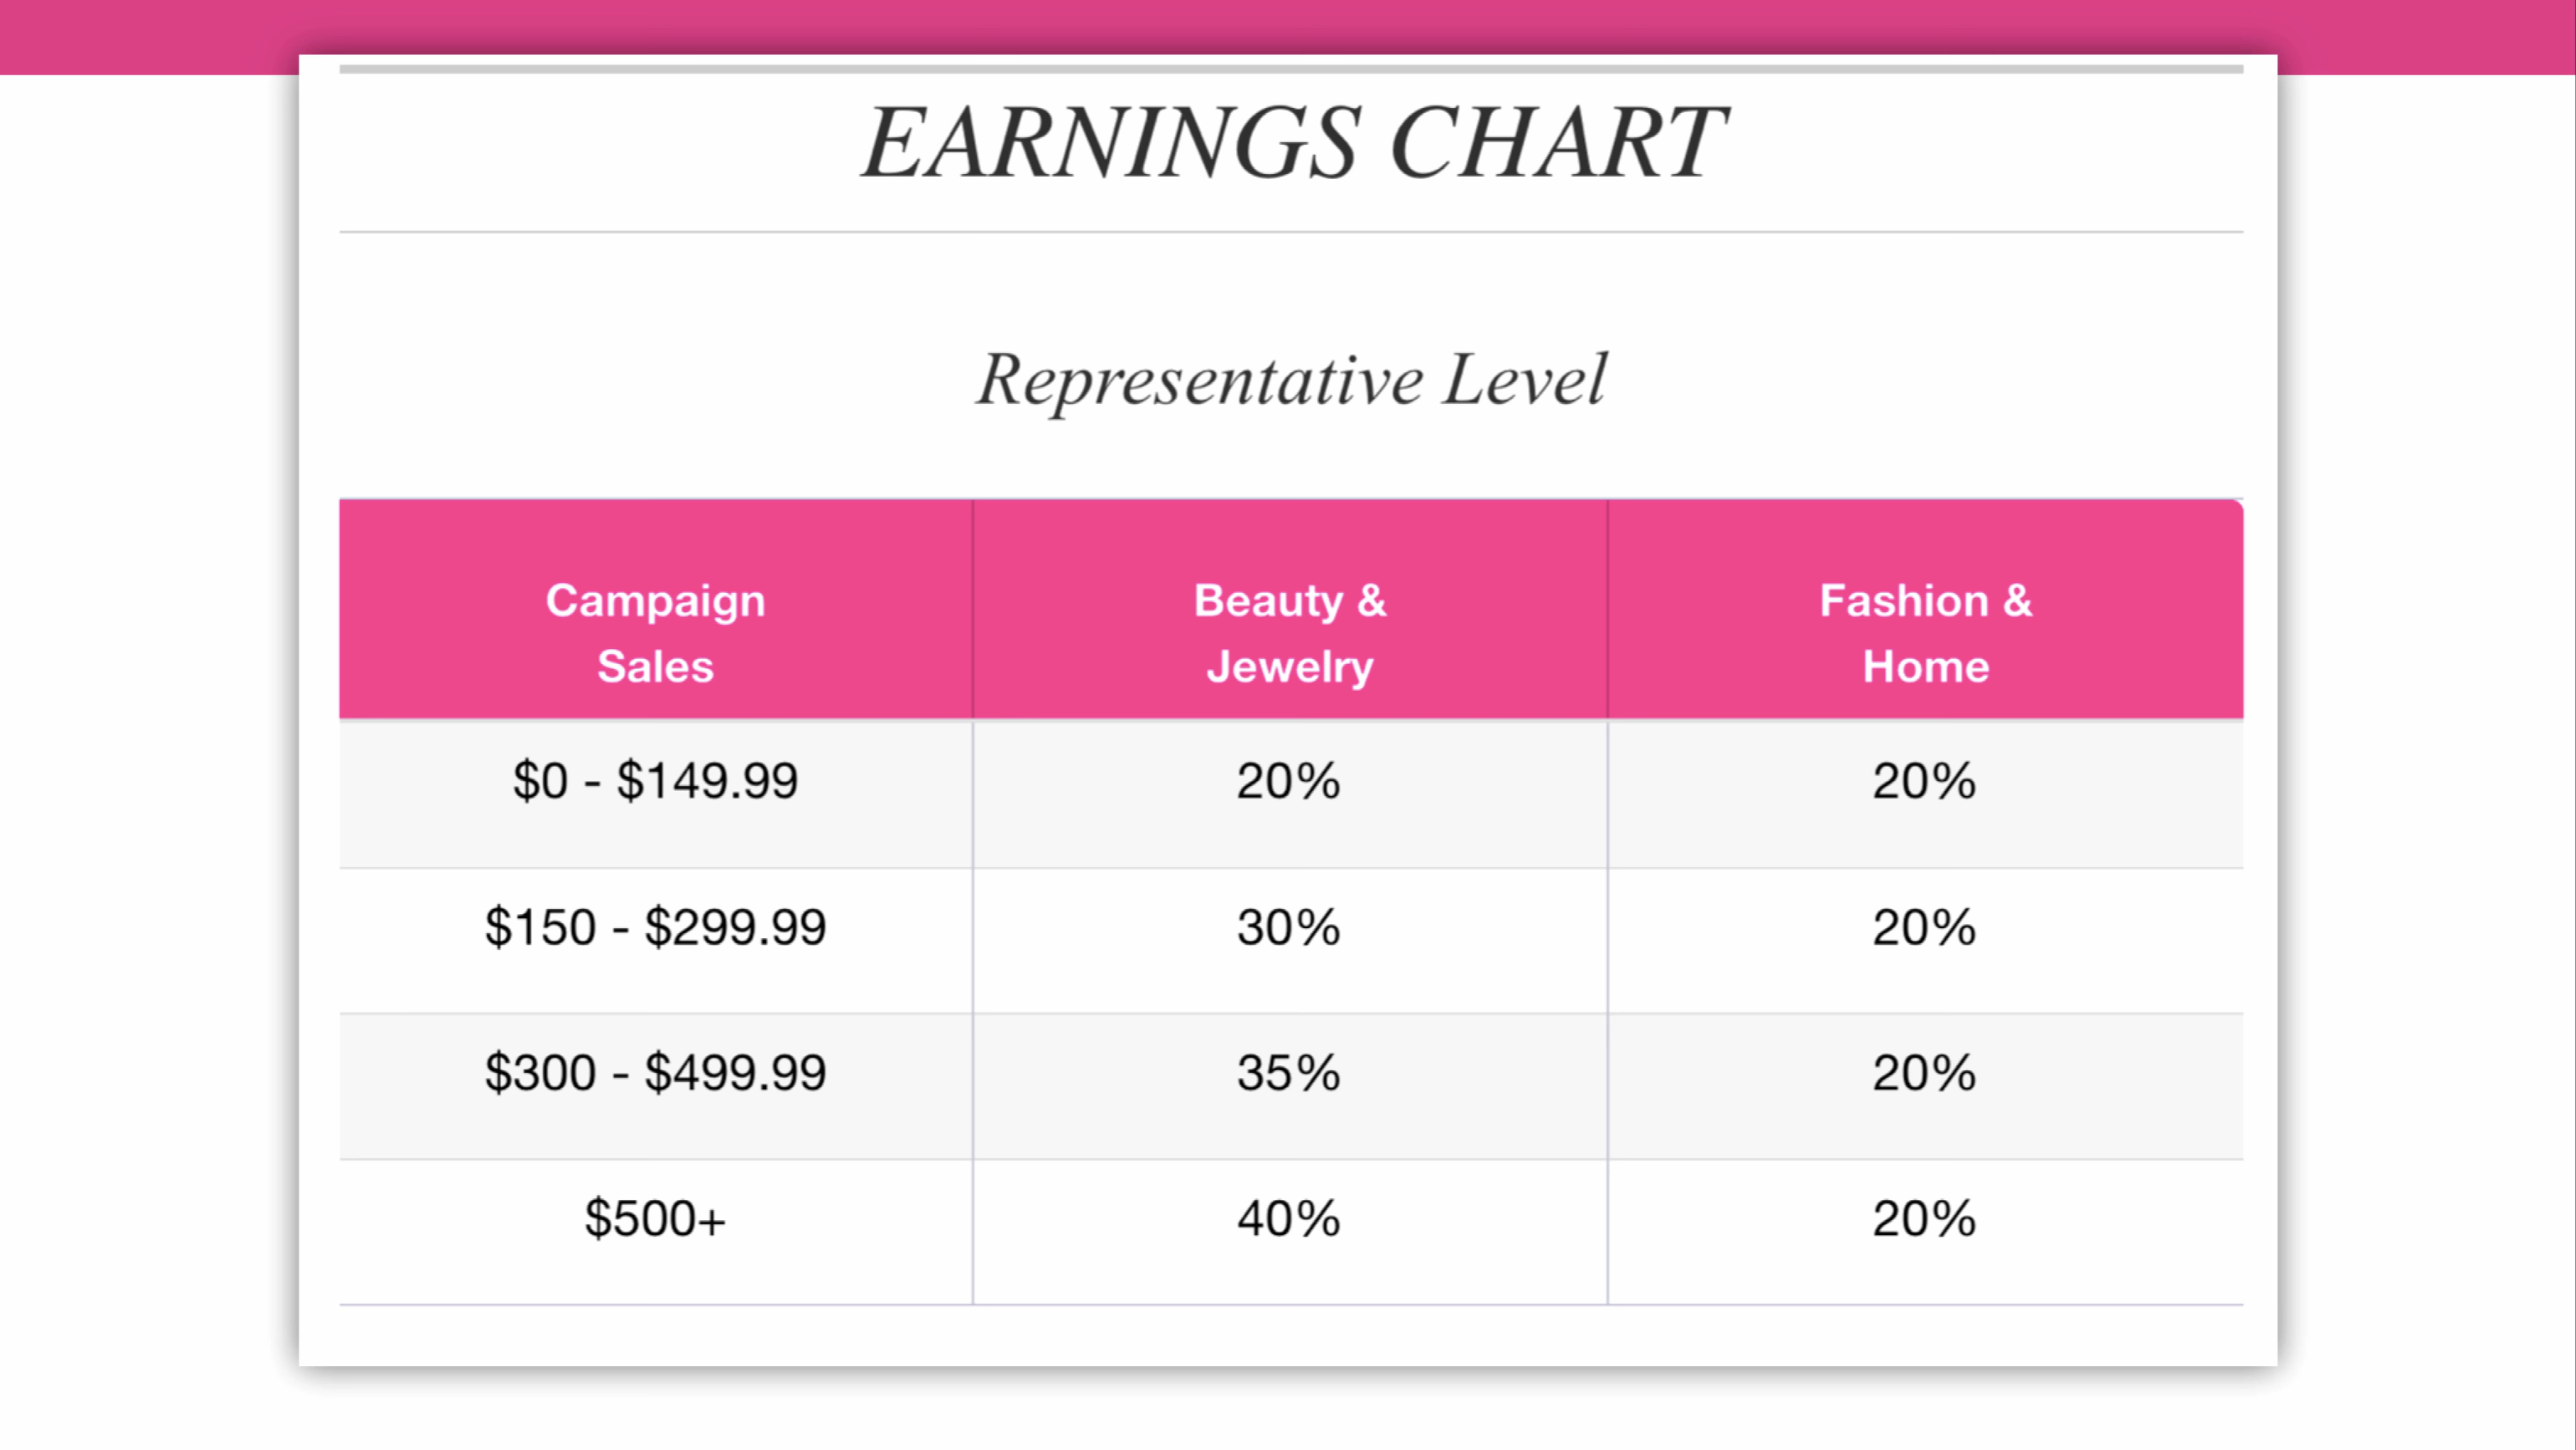 EARNINGS CHART
Representative Level
Campaign Sales | Beauty & Jewelry | Fashion & Home
$0 - $149.99 | 20% | 20%
$150 - $299.99 | 30% | 20%
$300 - $499.99 | 35% | 20%
$500+ | 40% | 20%